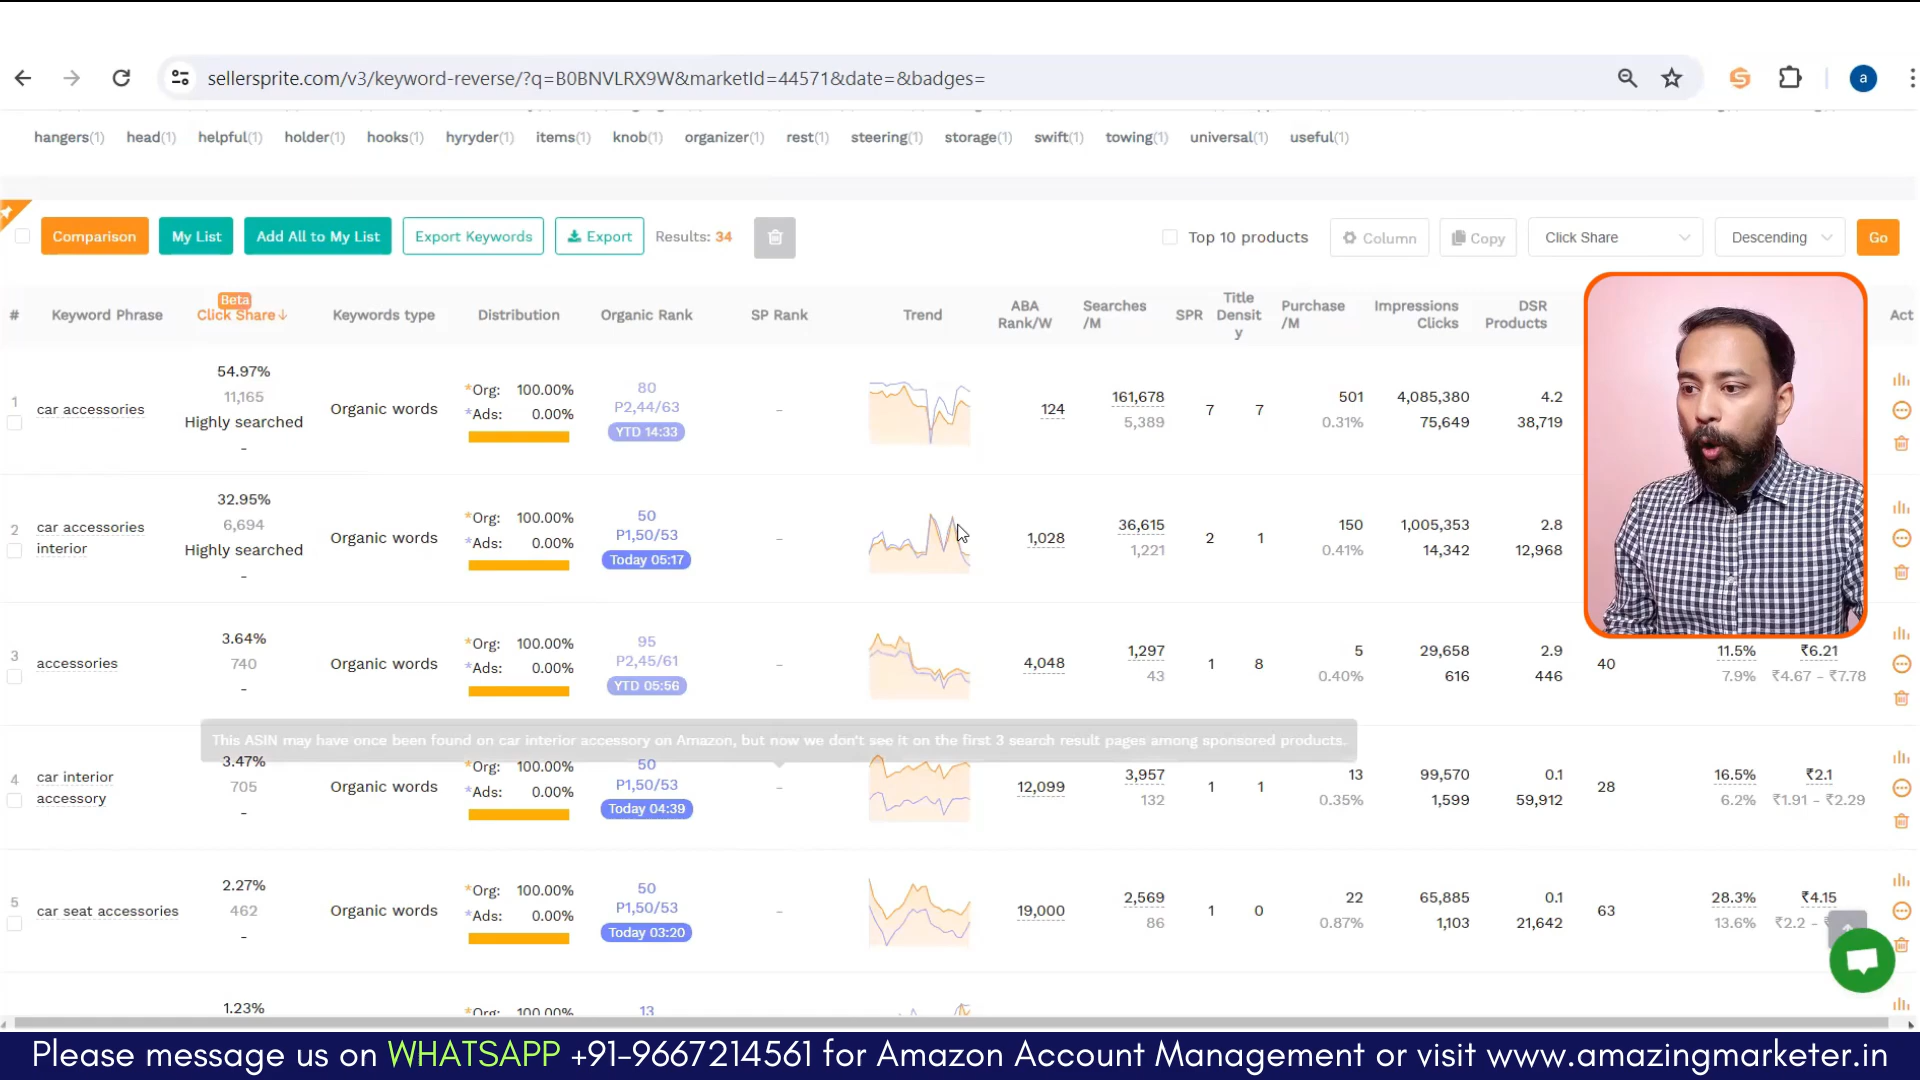 sellersprite.com/v3/keyword-reverse/?q=B0BNVLRX9W&marketId=44571&date=&badges=
a
hangers(1) head(1) helpful(1) holder(1) hooks(1) hyryder(1) items(1) knob(1) organizer(1) rest(1) steering(1) storage(1) swift(1) towing(1) universal(1) useful(1)
Comparison My List Add All to My List Export Keywords Export Results: 34 Top 10 products Column Copy Click Share Descending Go
# Keyword Phrase Beta Click Share↓ Keywords type Distribution Organic Rank SP Rank Trend ABA Rank/W Searches /M SPR Title Densit y Purchase /M Impressions Clicks DSR Products Act
1 car accessories
54.97%
11,165
Highly searched
-
Organic words
*Org: 100.00%
*Ads: 0.00%
80
P2,44/63
YTD 14:33
-
124
161,678
5,389
7
7
501
0.31%
4,085,380
75,649
4.2
38,719
2 car accessories
interior
32.95%
6,694
Highly searched
-
Organic words
*Org: 100.00%
*Ads: 0.00%
50
P1,50/53
Today 05:17
-
1,028
36,615
1,221
2
1
150
0.41%
1,005,353
14,342
2.8
12,968
3 accessories
3.64%
740
-
Organic words
*Org: 100.00%
*Ads: 0.00%
95
P2,45/61
YTD 05:56
-
4,048
1,297
43
1
8
5
0.40%
29,658
616
2.9
446
40
11.5%
7.9%
₹6.21
₹4.67 - ₹7.78
This ASIN may have once been found on car interior accessory on Amazon, but now we don't see it on the first 3 search result pages among sponsored products.
4 car interior
accessory
3.47%
705
-
Organic words
*Org: 100.00%
*Ads: 0.00%
50
P1,50/53
Today 04:39
-
12,099
3,957
132
1
1
13
0.35%
99,570
1,599
0.1
59,912
28
16.5%
6.2%
₹2.1
₹1.91 - ₹2.29
5 car seat accessories
2.27%
462
-
Organic words
*Org: 100.00%
*Ads: 0.00%
50
P1,50/53
Today 03:20
-
19,000
2,569
86
1
0
22
0.87%
65,885
1,103
0.1
21,642
63
28.3%
13.6%
₹4.15
₹2.2 -
1.23%
*Org: 100.00%
13
Please message us on WHATSAPP +91-9667214561 for Amazon Account Management or visit www.amazingmarketer.in